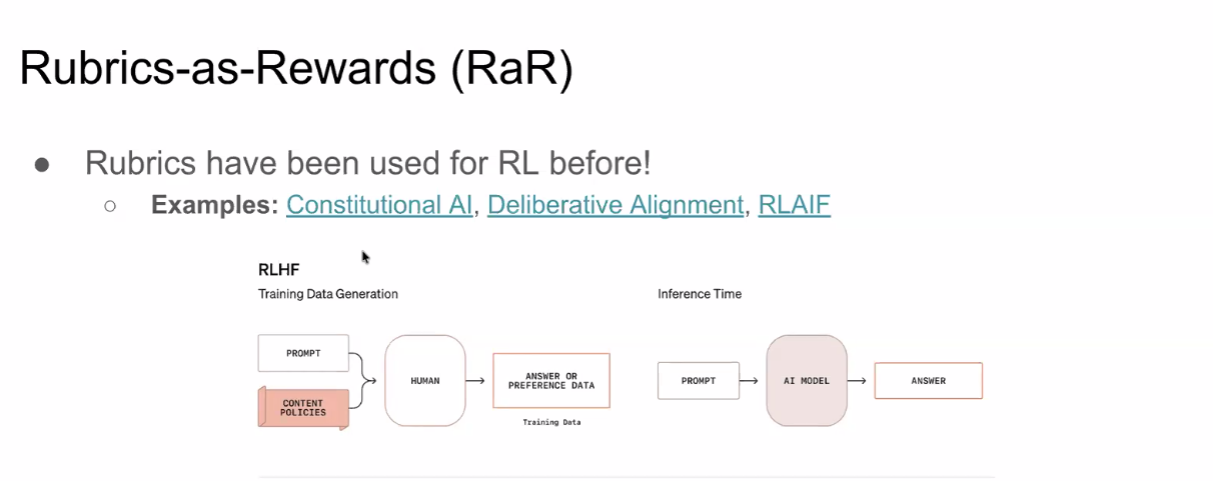 Rubrics-as-Rewards (RaR)
● Rubrics have been used for RL before!
○ Examples: Constitutional AI, Deliberative Alignment, RLAIF
RLHF
Training Data Generation
PROMPT
CONTENT
POLICIES
HUMAN
ANSWER OR
PREFERENCE DATA
Training Data
Inference Time
PROMPT
AI MODEL
ANSWER